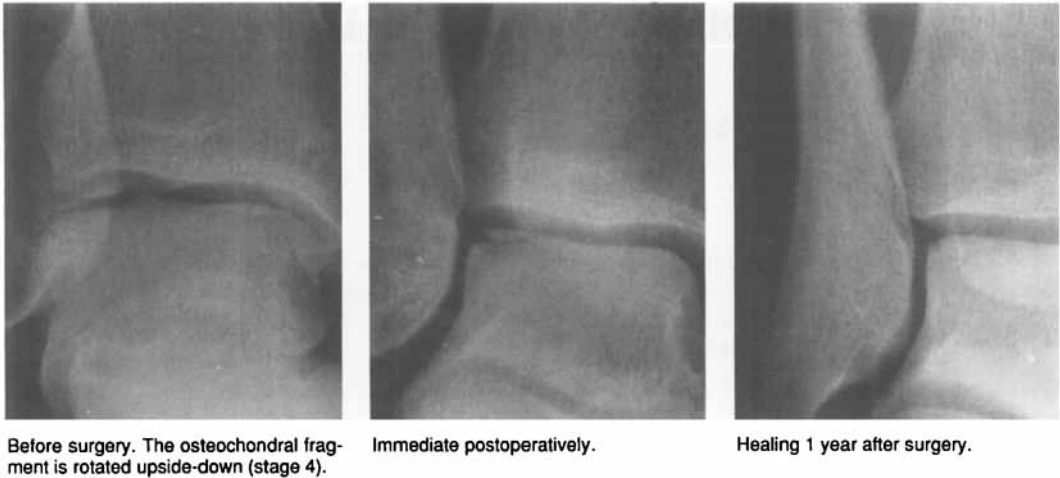 Before surgery. The osteochondral frag-
ment is rotated upside-down (stage 4).
Immediate postoperatively.
Healing 1 year after surgery.